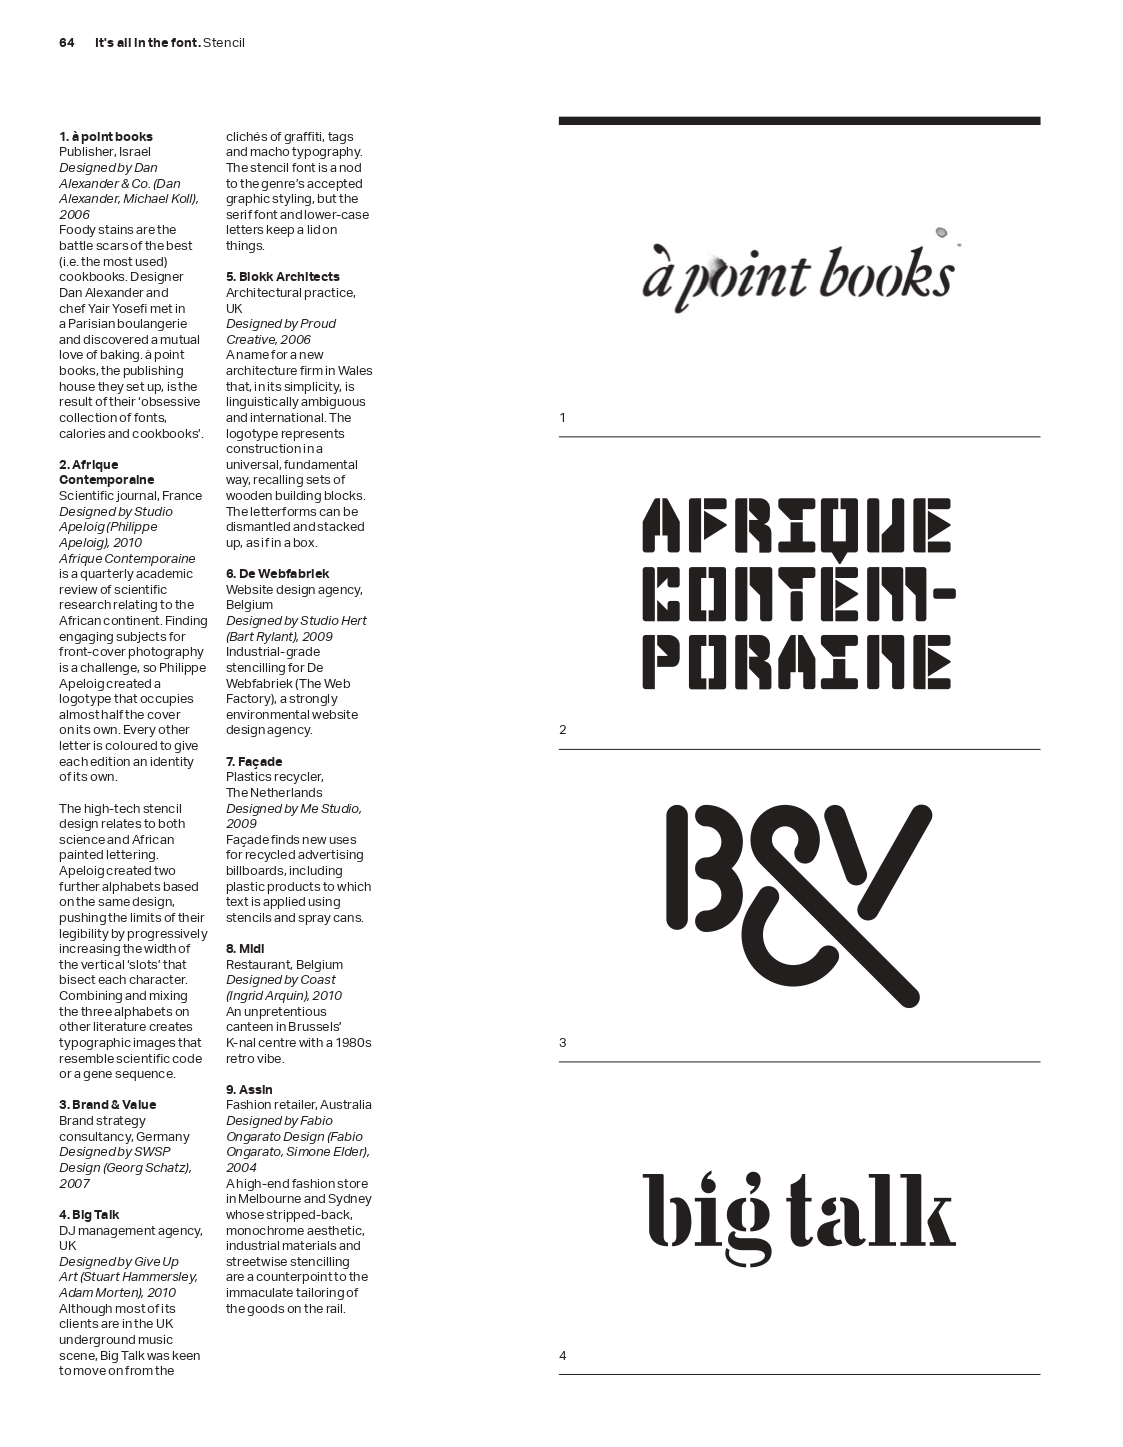 64 It's all in the font. Stencil
1. à point books
Publisher, Israel
Designed by Dan
Alexander & Co. (Dan
Alexander, Michael Koll),
2006
Foody stains are the
battle scars of the best
(i.e. the most used)
cookbooks. Designer
Dan Alexander and
chef Yair Yosefi met in
a Parisian boulangerie
and discovered a mutual
love of baking. à point
books, the publishing
house they set up, is the
result of their ‘obsessive
collection of fonts,
calories and cookbooks’.
2. Afrique
Contemporaine
Scientific journal, France
Designed by Studio
Apeloig (Philippe
Apeloig), 2010
Afrique Contemporaine
is a quarterly academic
review of scientific
research relating to the
African continent. Finding
engaging subjects for
front-cover photography
is a challenge, so Philippe
Apeloig created a
logotype that occupies
almost half the cover
on its own. Every other
letter is coloured to give
each edition an identity
of its own.
The high-tech stencil
design relates to both
science and African
painted lettering.
Apeloig created two
further alphabets based
on the same design,
pushing the limits of their
legibility by progressively
increasing the width of
the vertical ‘slots’ that
bisect each character.
Combining and mixing
the three alphabets on
other literature creates
typographic images that
resemble scientific code
or a gene sequence.
3. Brand & Value
Brand strategy
consultancy, Germany
Designed by SWSP
Design (Georg Schatz),
2007
4. Big Talk
DJ management agency,
UK
Designed by Give Up
Art (Stuart Hammersley,
Adam Morten), 2010
Although most of its
clients are in the UK
underground music
scene, Big Talk was keen
to move on from the
clichés of graffiti, tags
and macho typography.
The stencil font is a nod
to the genre’s accepted
graphic styling, but the
serif font and lower-case
letters keep a lid on
things.
5. Blokk Architects
Architectural practice,
UK
Designed by Proud
Creative, 2006
A name for a new
architecture firm in Wales
that, in its simplicity, is
linguistically ambiguous
and international. The
logotype represents
construction in a
universal, fundamental
way, recalling sets of
wooden building blocks.
The letterforms can be
dismantled and stacked
up, as if in a box.
6. De Webfabriek
Website design agency,
Belgium
Designed by Studio Hert
(Bart Rylant), 2009
Industrial-grade
stencilling for De
Webfabriek (The Web
Factory), a strongly
environmental website
design agency.
7. Façade
Plastics recycler,
The Netherlands
Designed by Me Studio,
2009
Façade finds new uses
for recycled advertising
billboards, including
plastic products to which
text is applied using
stencils and spray cans.
8. Midi
Restaurant, Belgium
Designed by Coast
(Ingrid Arquin), 2010
An unpretentious
canteen in Brussels’
K-nal centre with a 1980s
retro vibe.
9. Assin
Fashion retailer, Australia
Designed by Fabio
Ongarato Design (Fabio
Ongarato, Simone Elder),
2004
A high-end fashion store
in Melbourne and Sydney
whose stripped-back,
monochrome aesthetic,
industrial materials and
streetwise stencilling
are a counterpoint to the
immaculate tailoring of
the goods on the rail.
à point books
1
AFRIQUE
CONTEM-
PORAINE
2
B&V
3
big talk
4